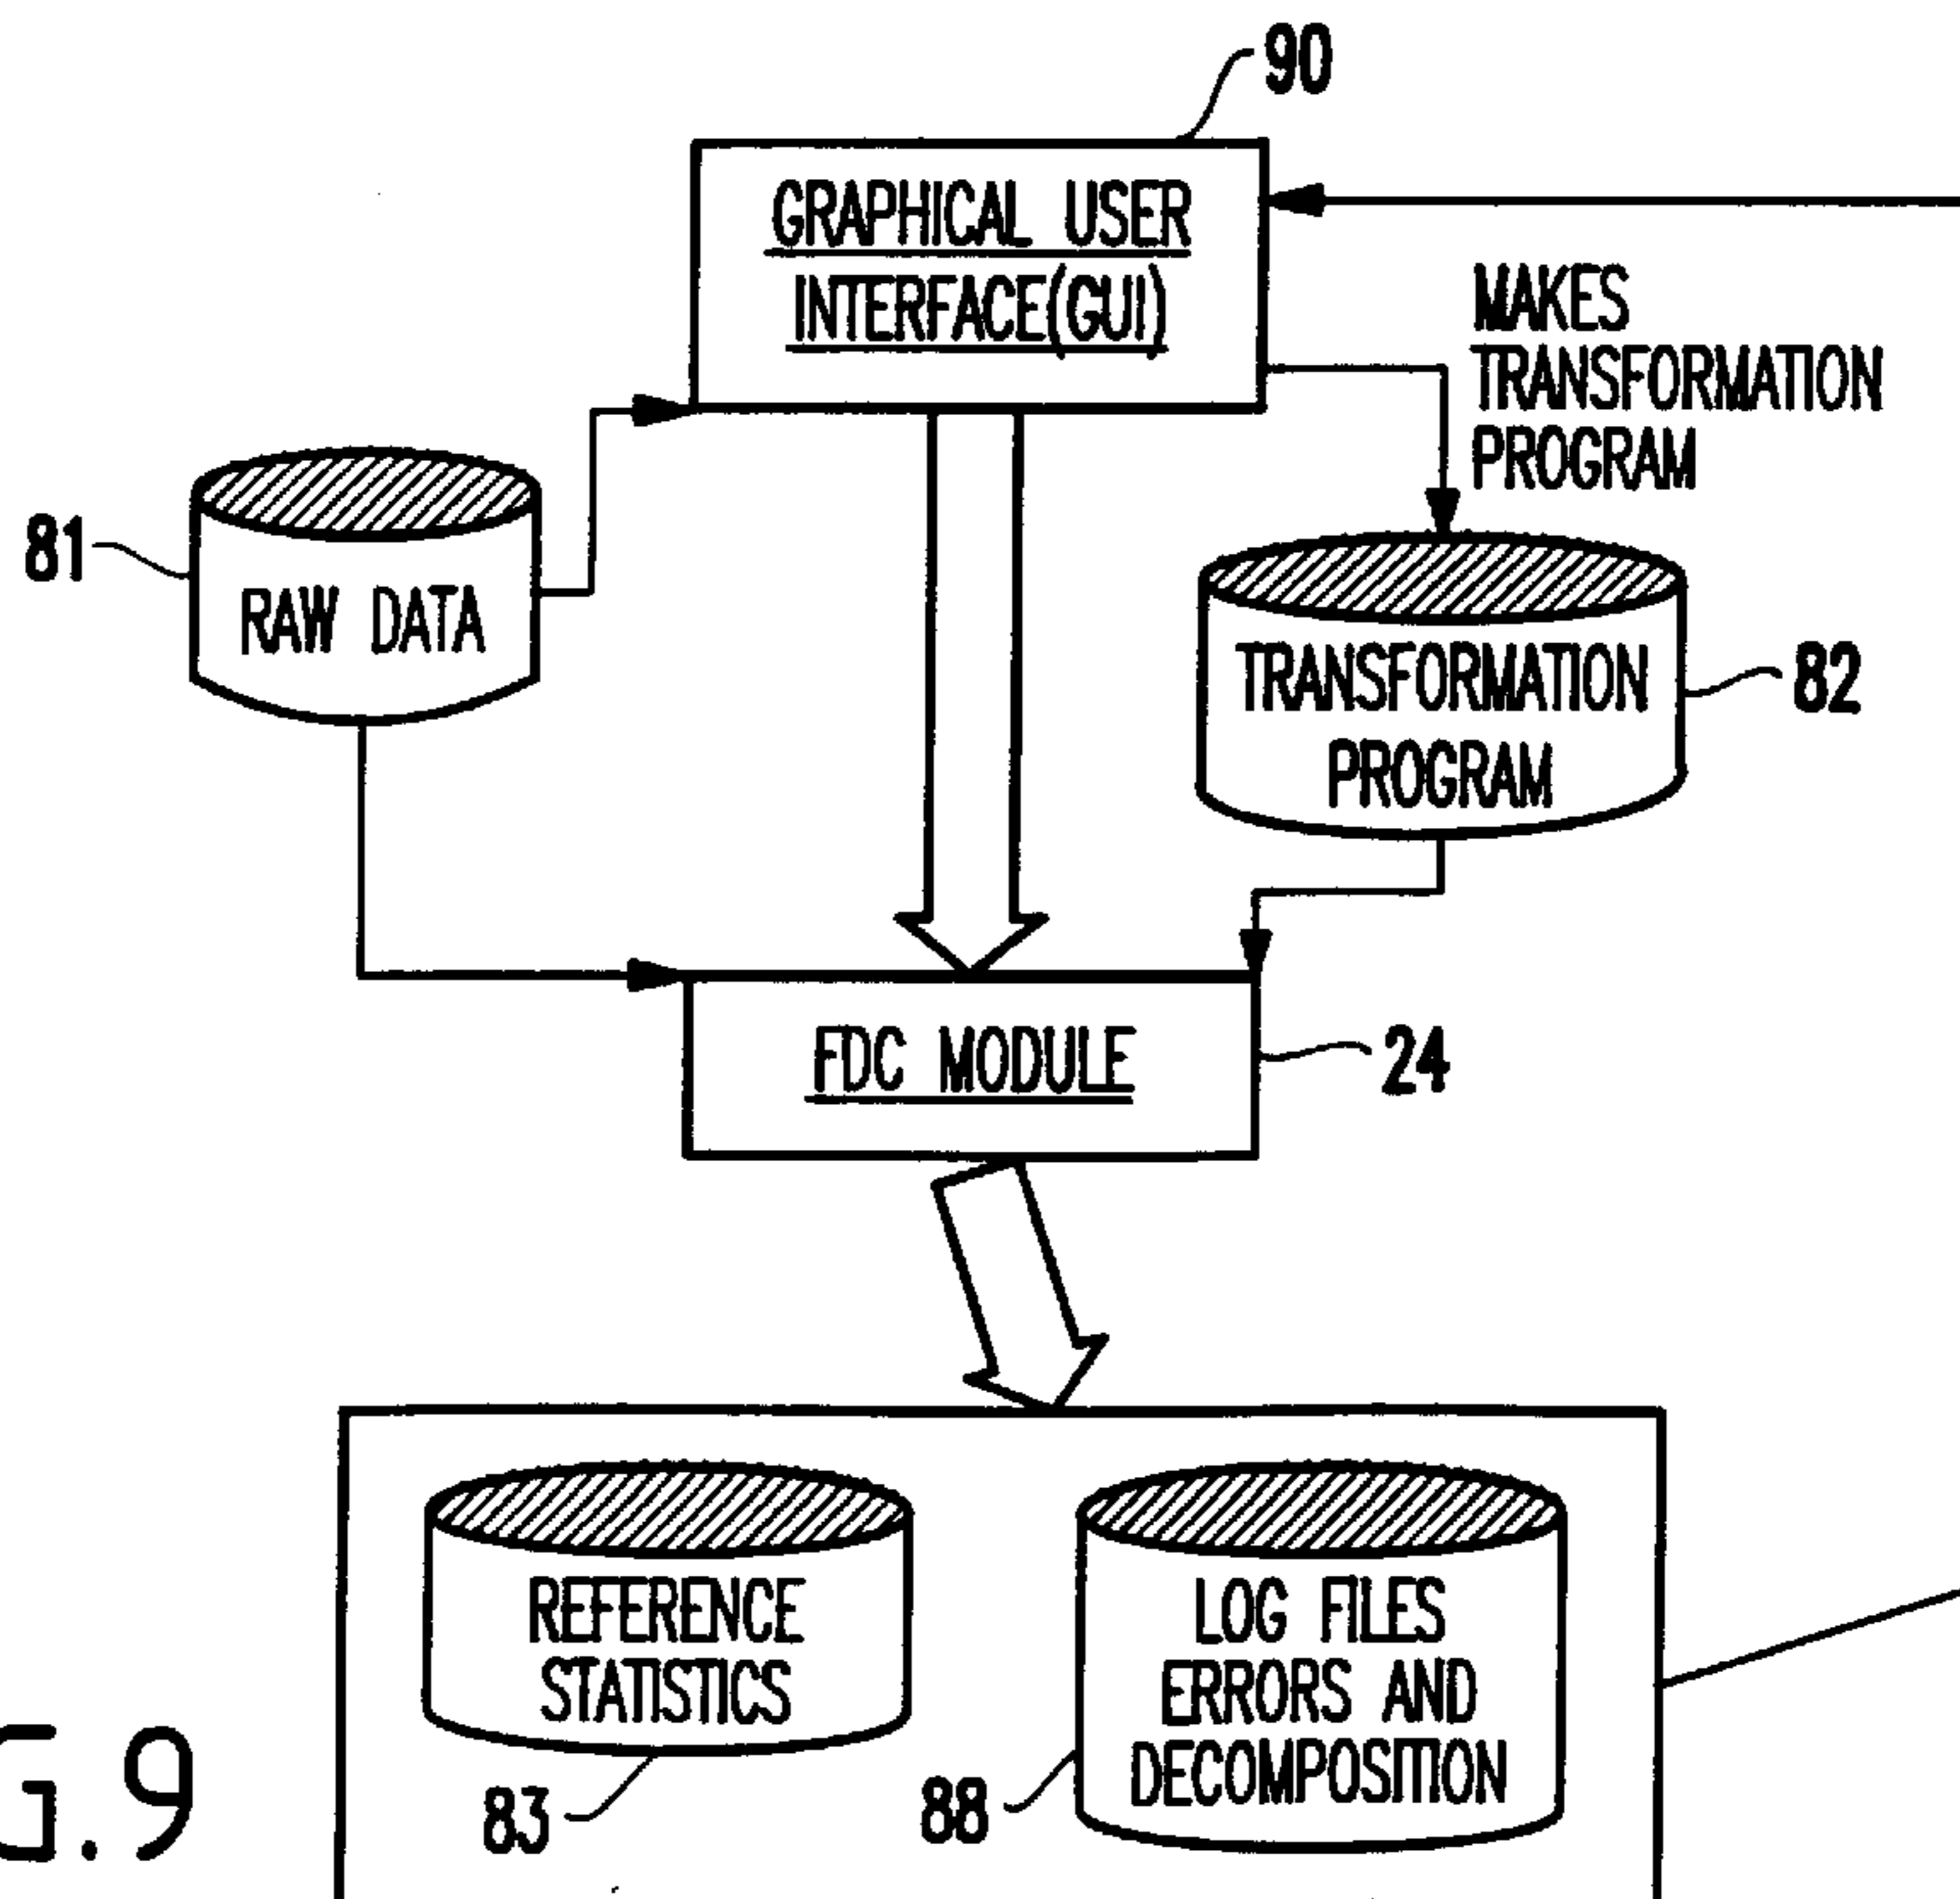 90
GRAPHICAL USER
INTERFACE(GUI)
MAKES
TRANSFORMATION
PROGRAM
81
RAW DATA
TRANSFORMATION
PROGRAM
82
FDC MODULE
24
REFERENCE
STATISTICS
83
LOG FILES
ERRORS AND
DECOMPOSITION
88
G.9